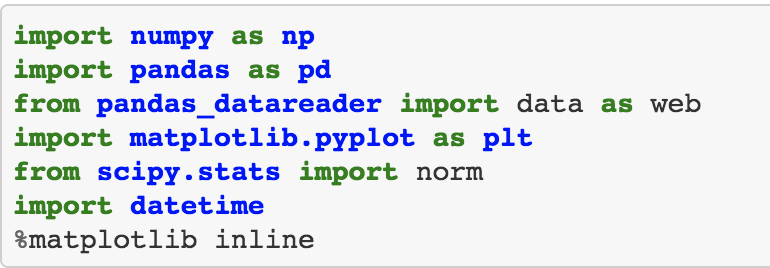 import numpy as np
import pandas as pd
from pandas_datareader import data as web
import matplotlib.pyplot as plt
from scipy.stats import norm
import datetime
%matplotlib inline